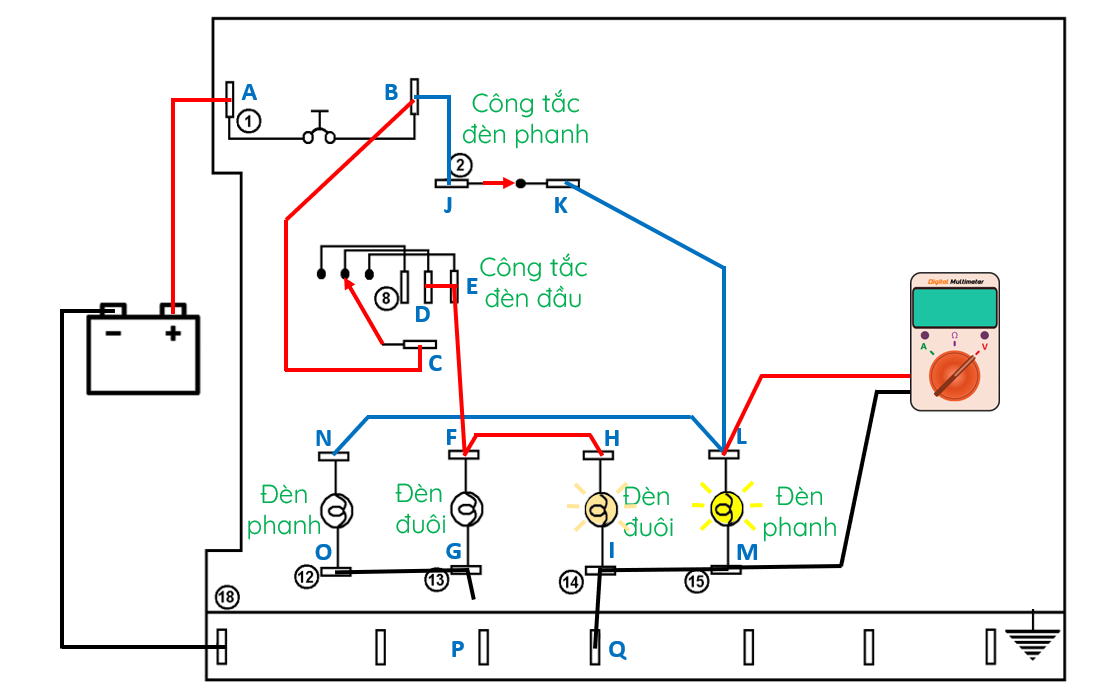 A
B
1
Công tắc
đèn phanh
2
J
K
8
D
E
Công tắc
đèn đầu
C
−
+
Digital Multimeter
A
Ω
V
N
F
H
L
Đèn
phanh
Đèn
đuôi
Đèn
đuôi
Đèn
phanh
O
G
I
M
12
13
14
15
18
P
Q